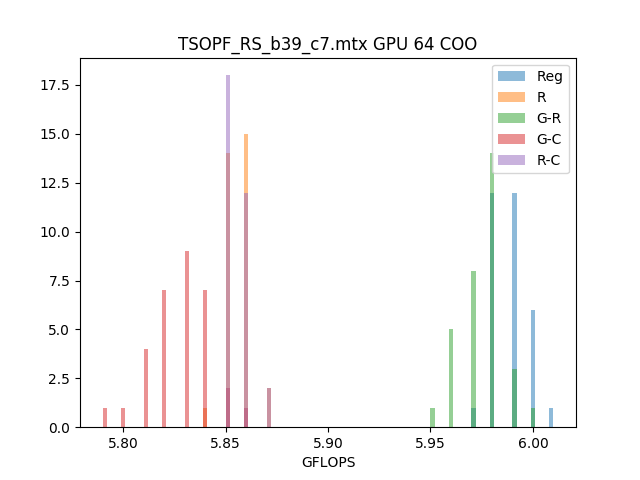 TSOPF_RS_b39_c7.mtx GPU 64 COO
Reg
R
G-R
G-C
R-C
17.5
15.0
12.5
10.0
7.5
5.0
2.5
0.0
5.80
5.85
5.90
5.95
6.00
GFLOPS